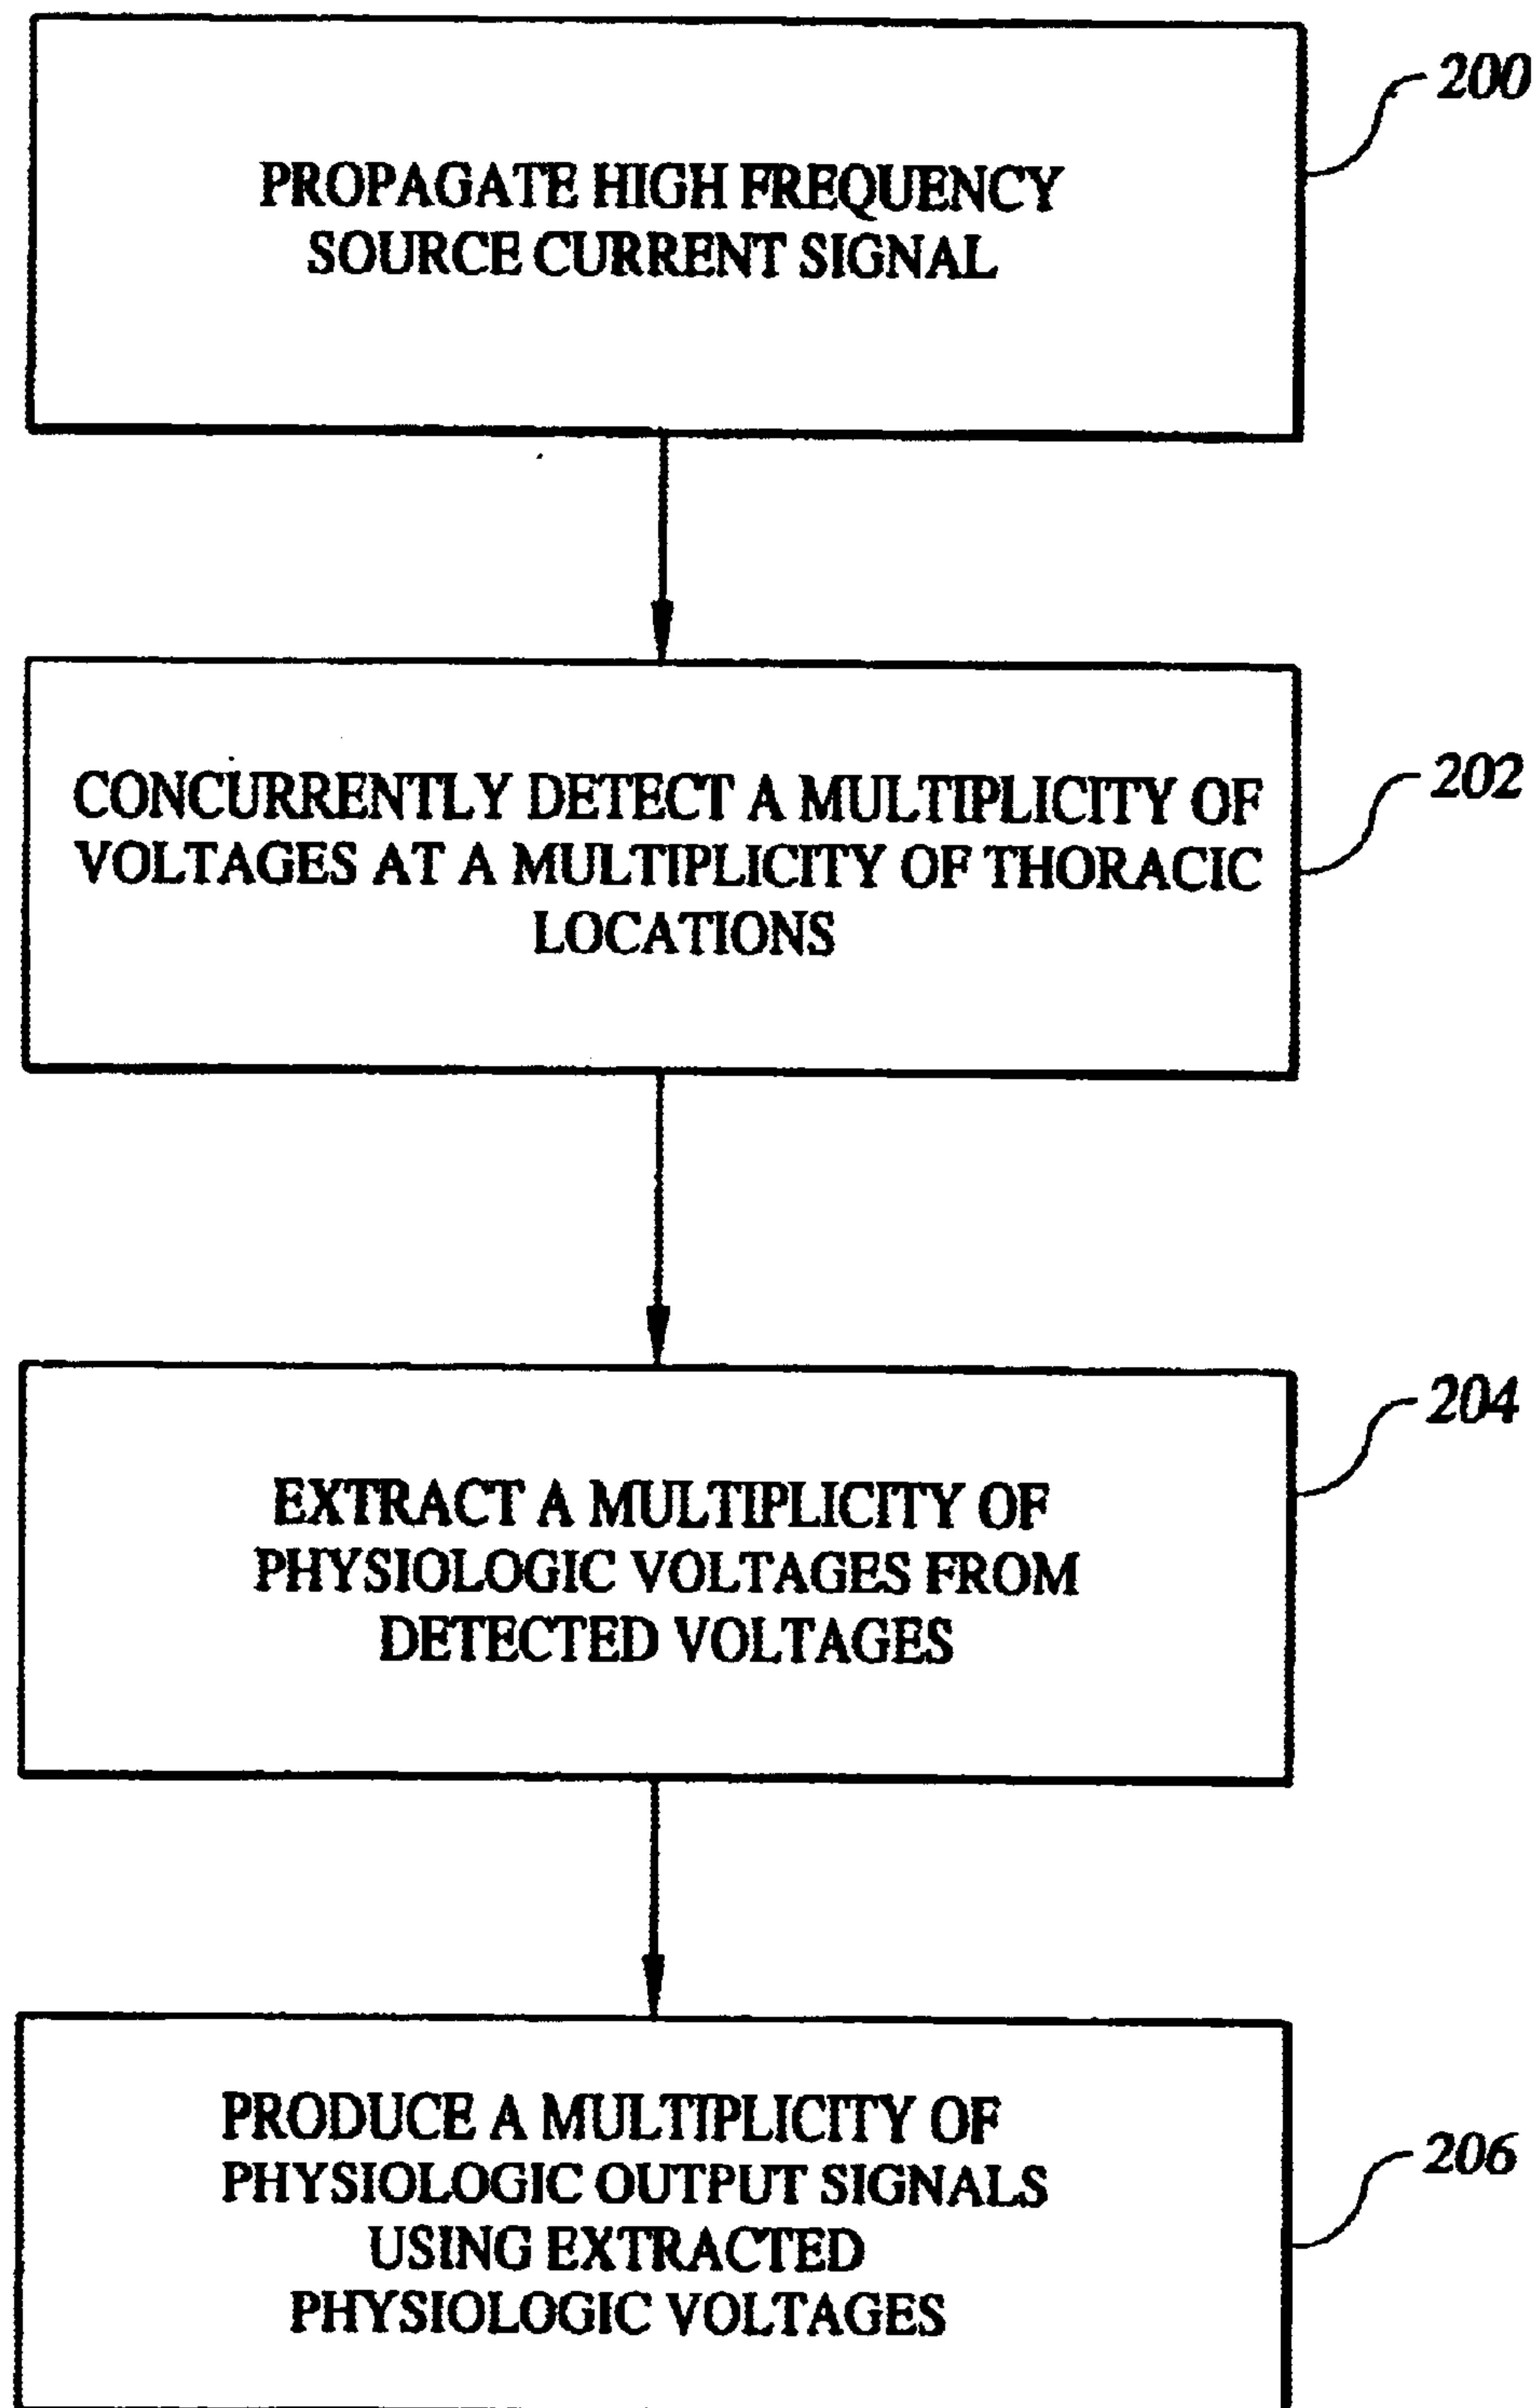 200
PROPAGATE HIGH FREQUENCY
SOURCE CURRENT SIGNAL
202
CONCURRENTLY DETECT A MULTIPLICITY OF
VOLTAGES AT A MULTIPLICITY OF THORACIC
LOCATIONS
204
EXTRACT A MULTIPLICITY OF
PHYSIOLOGIC VOLTAGES FROM
DETECTED VOLTAGES
206
PRODUCE A MULTIPLICITY OF
PHYSIOLOGIC OUTPUT SIGNALS
USING EXTRACTED
PHYSIOLOGIC VOLTAGES